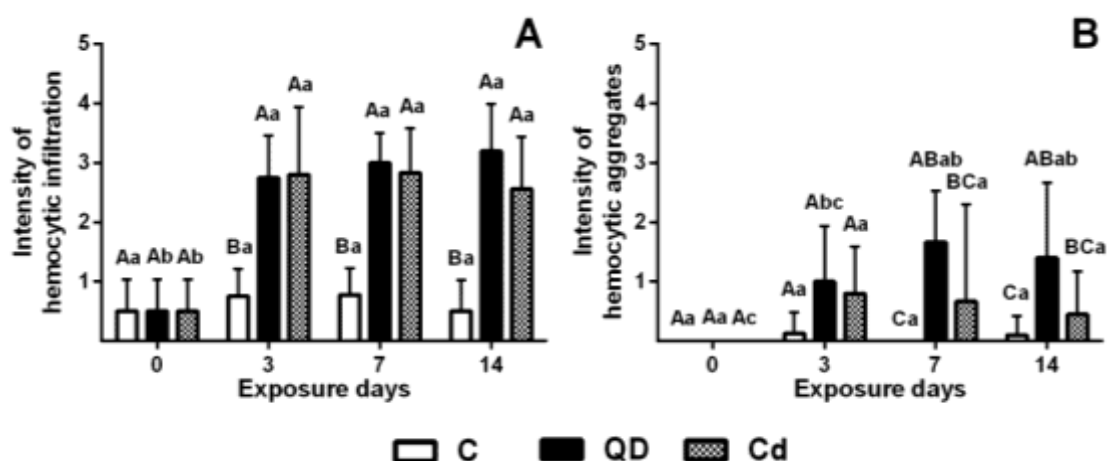 A
Intensity of
hemocytic infiltration
5
4
3
2
1
Aa Ab Ab
Ba Aa Aa
Ba Aa Aa
Ba Aa Aa
0 3 7 14
Exposure days
B
Intensity of
hemocytic aggregates
5
4
3
2
1
Aa Aa Ac
Aa Abc Aa
Ca ABab BCa
Ca ABab BCa
0 3 7 14
Exposure days
C QD Cd